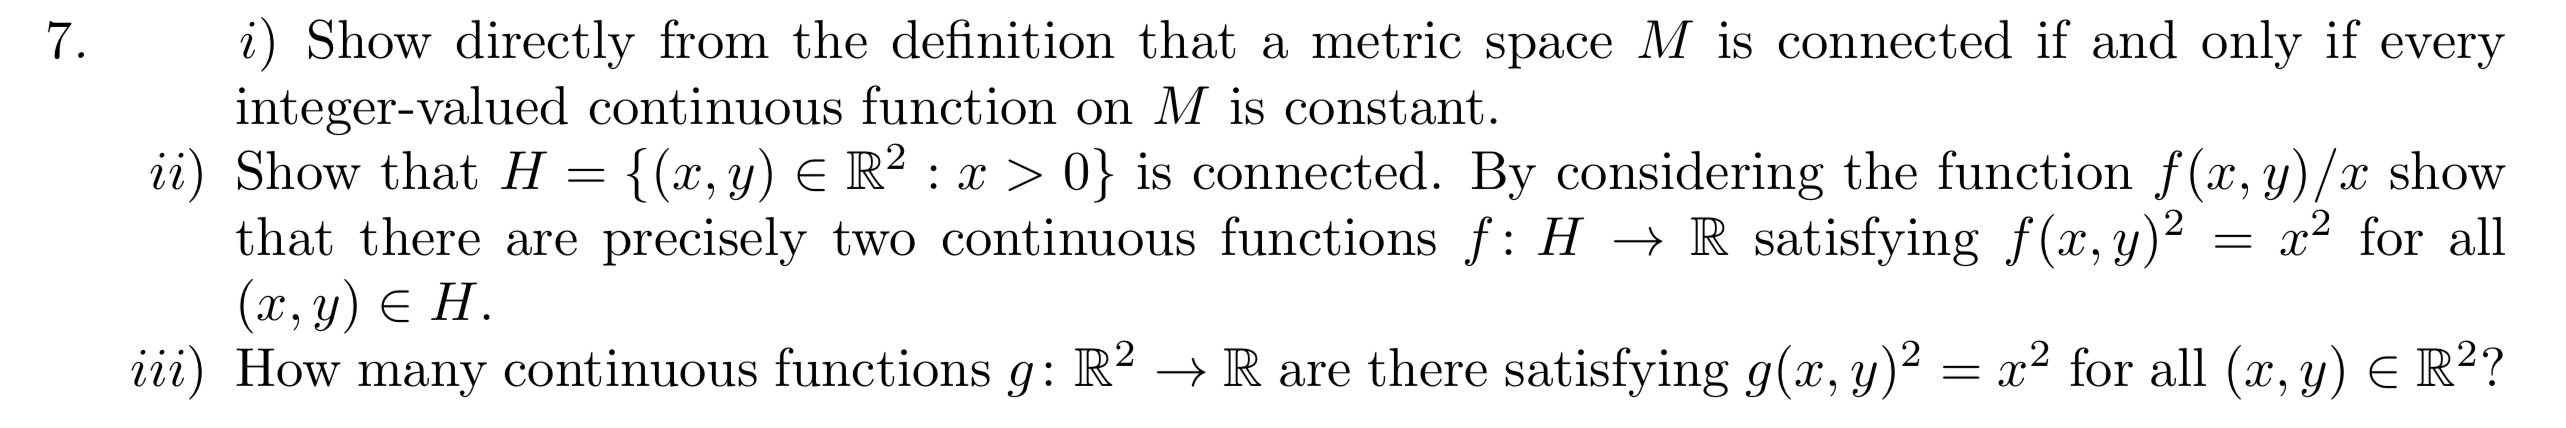 7. i) Show directly from the definition that a metric space M is connected if and only if every
integer-valued continuous function on M is constant.
ii) Show that H = {(x, y) ∈ ℝ² : x > 0} is connected. By considering the function f(x, y)/x show
that there are precisely two continuous functions f: H → ℝ satisfying f(x, y)² = x² for all
(x, y) ∈ H.
iii) How many continuous functions g: ℝ² → ℝ are there satisfying g(x, y)² = x² for all (x, y) ∈ ℝ²?